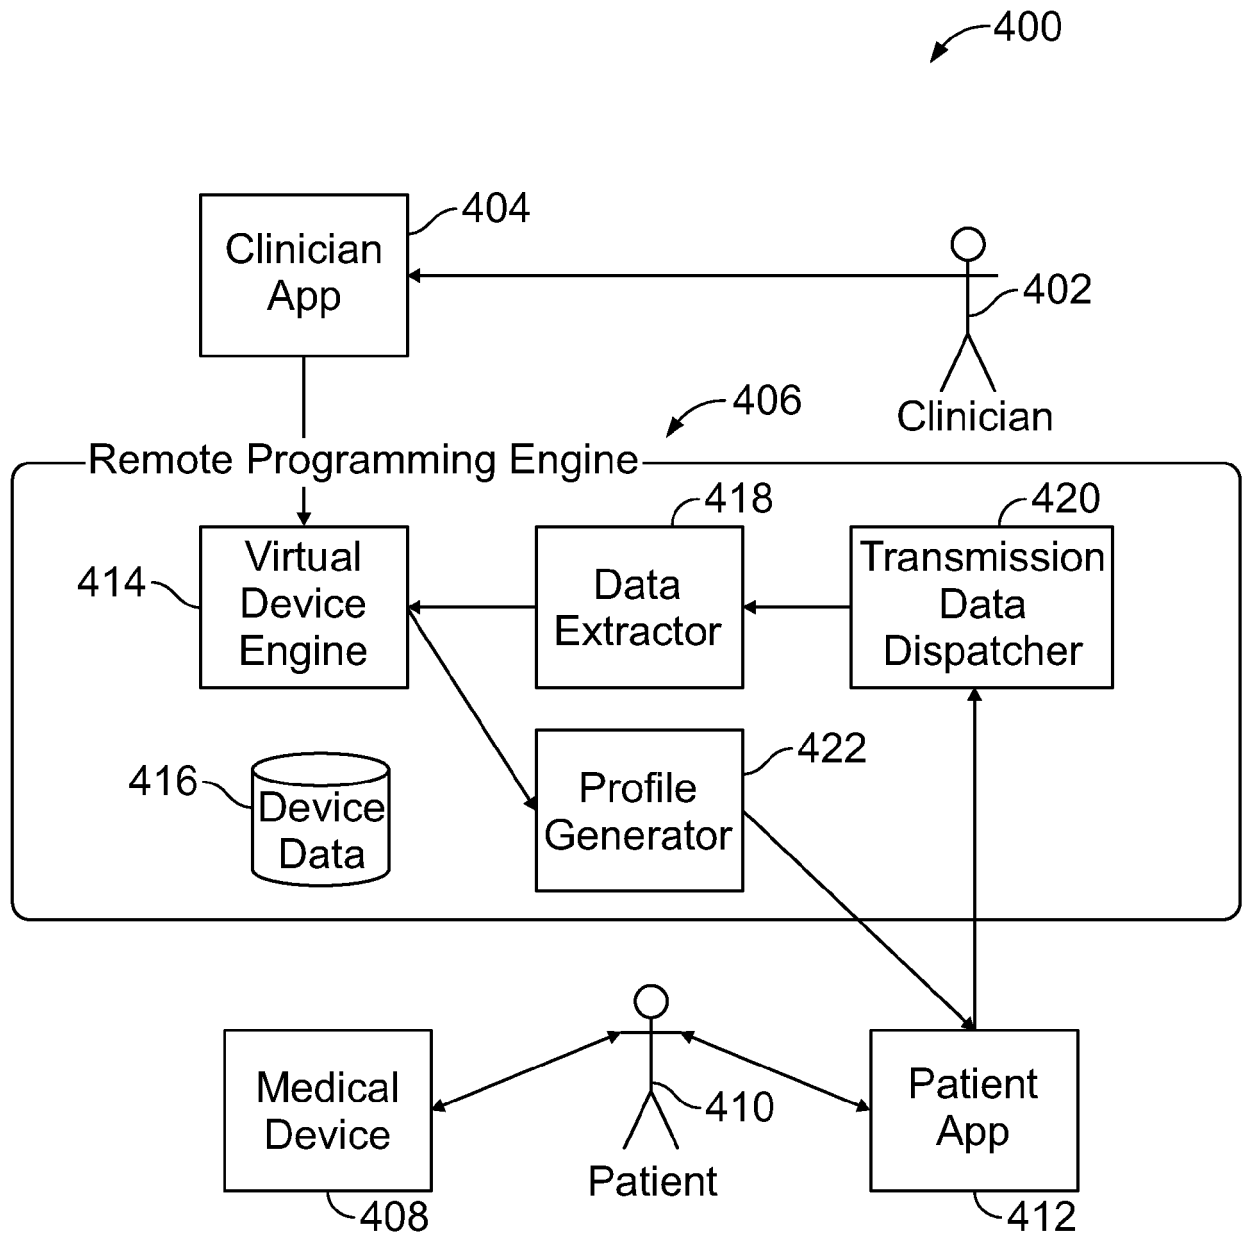 400
404
Clinician
App
402
Clinician
406
Remote Programming Engine
418
420
414
Virtual
Device
Engine
Data
Extractor
Transmission
Data
Dispatcher
416
Device
Data
422
Profile
Generator
Medical
Device
408
410
Patient
Patient
App
412